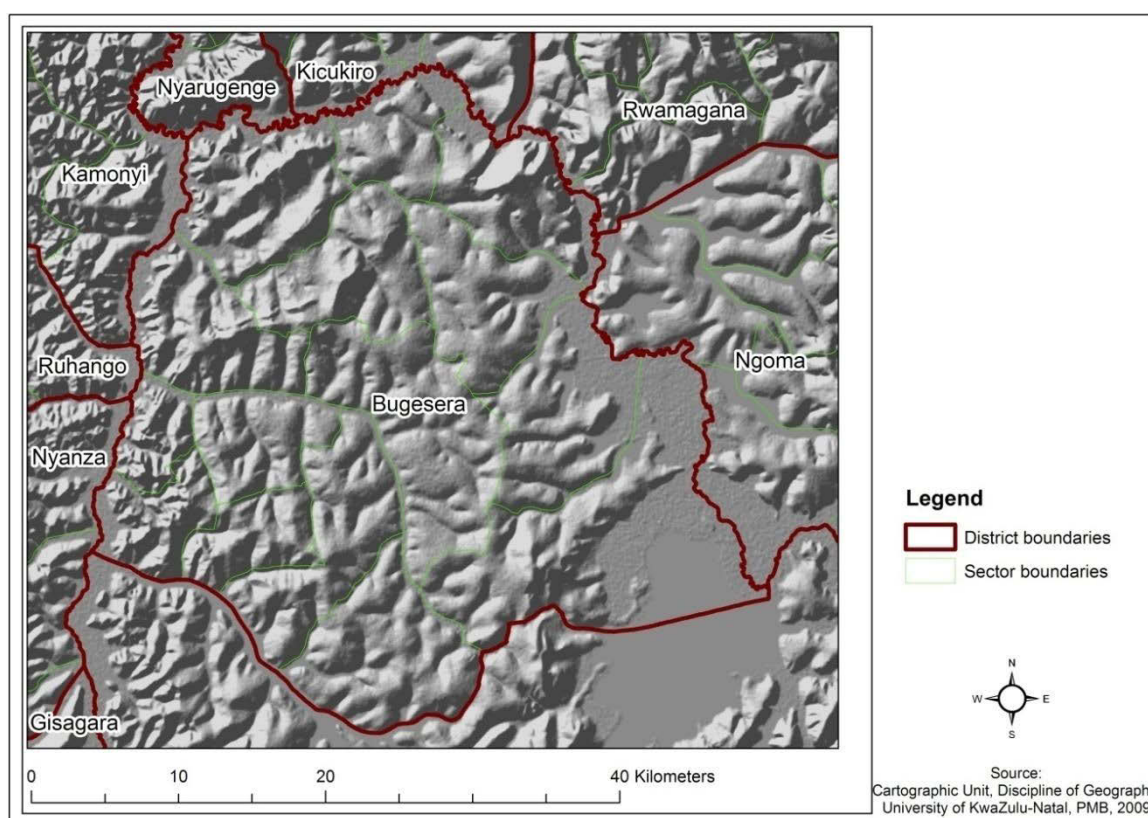 Nyarugenge
Kicukiro
Rwamagana
Kamonyi
Ruhango
Ngoma
Bugesera
Nyanza
Gisagara
Legend
District boundaries
Sector boundaries
N
W E
S
0 10 20 40 Kilometers
Source:
Cartographic Unit, Discipline of Geograph
University of KwaZulu-Natal, PMB, 2009